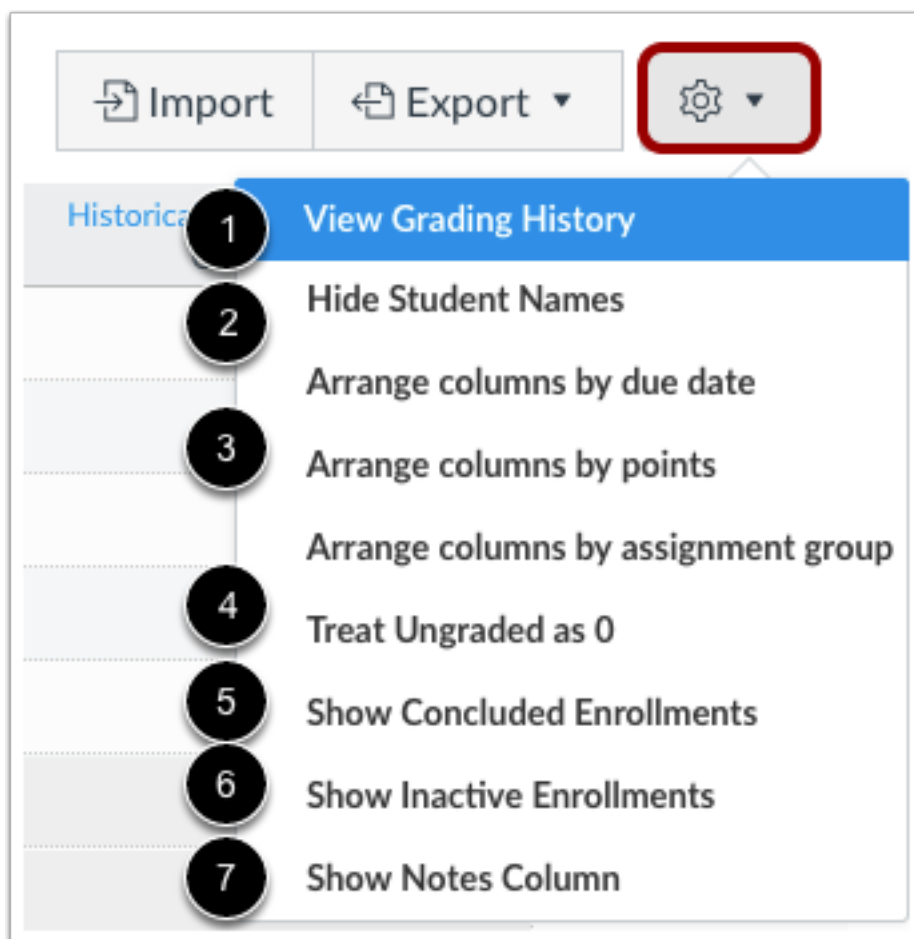 Import Export
Historica
1 View Grading History
2 Hide Student Names
Arrange columns by due date
3 Arrange columns by points
Arrange columns by assignment group
4 Treat Ungraded as 0
5 Show Concluded Enrollments
6 Show Inactive Enrollments
7 Show Notes Column